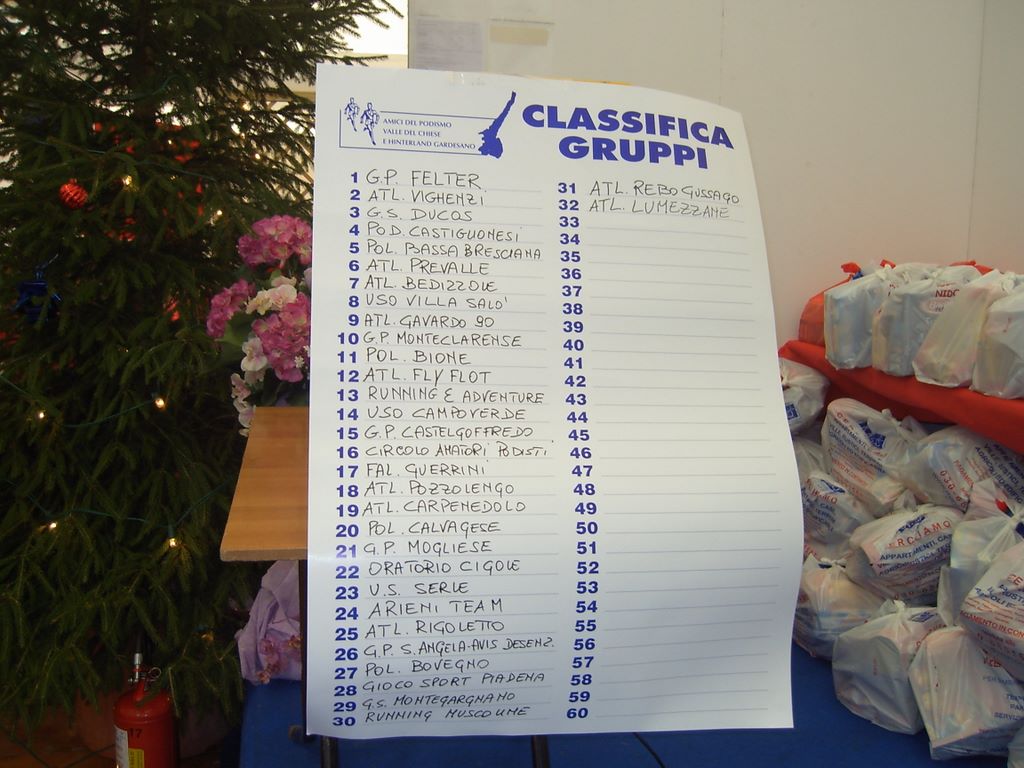 AMICI DEL PODISMO
VALLE DEL CHIESE
E HINTERLAND GARDESANO
CLASSIFICA
GRUPPI
1 G.P. FELTER
2 ATL. VIGHENZI
3 G.S. DUCOS
4 POD. CASTIGLIONESI
5 POL. BASSA BRESCIANA
6 ATL. PREVALLE
7 ATL. BEDIZZOLE
8 USO VILLA SALO'
9 ATL. GAVARDO 90
10 G.P. MONTECLARENSE
11 POL. BIONE
12 ATL. FLY FLOT
13 RUNNING E ADVENTURE
14 USO CAMPOVERDE
15 G.P. CASTELGOFFREDO
16 CIRCOLO AMATORI PODISTI
17 FAL. GUERRINI
18 ATL. POZZOLENGO
19 ATL. CARPENEDOLO
20 POL. CALVAGESE
21 G.P. MOGLIESE
22 ORATORIO CIGOLE
23 U.S. SERLE
24 ARIENI TEAM
25 ATL. RIGOLETTO
26 G.P. S. ANGELA-AVIS DESENZ.
27 POL. BOVEGNO
28 GIOCO SPORT PIADENA
29 G.S. MONTEGARGNANO
30 RUNNING MUSCOLINE
31 ATL. REBO GUSSAGO
32 ATL. LUMEZZANE
33
34
35
36
37
38
39
40
41
42
43
44
45
46
47
48
49
50
51
52
53
54
55
56
57
58
59
60
NIDO
APPARTAMENTI
17